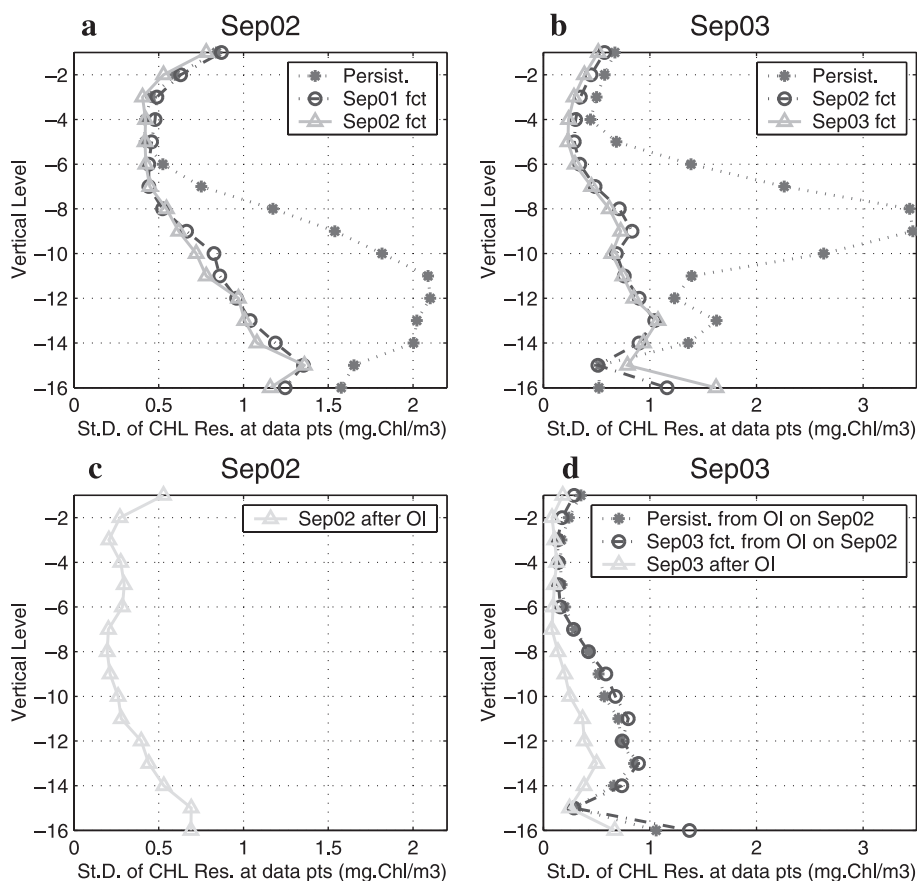 a Sep02
Persist.
Sep01 fct
Sep02 fct
Vertical Level
−2
−4
−6
−8
−10
−12
−14
−16
0 0.5 1 1.5 2
St.D. of CHL Res. at data pts (mg.Chl/m3)
b Sep03
Persist.
Sep02 fct
Sep03 fct
Vertical Level
−2
−4
−6
−8
−10
−12
−14
−16
0 1 2 3
St.D. of CHL Res. at data pts (mg.Chl/m3)
c Sep02
Sep02 after OI
Vertical Level
−2
−4
−6
−8
−10
−12
−14
−16
0 0.5 1 1.5 2
St.D. of CHL Res. at data pts (mg.Chl/m3)
d Sep03
Persist. from OI on Sep02
Sep03 fct. from OI on Sep02
Sep03 after OI
Vertical Level
−2
−4
−6
−8
−10
−12
−14
−16
0 1 2 3
St.D. of CHL Res. at data pts (mg.Chl/m3)